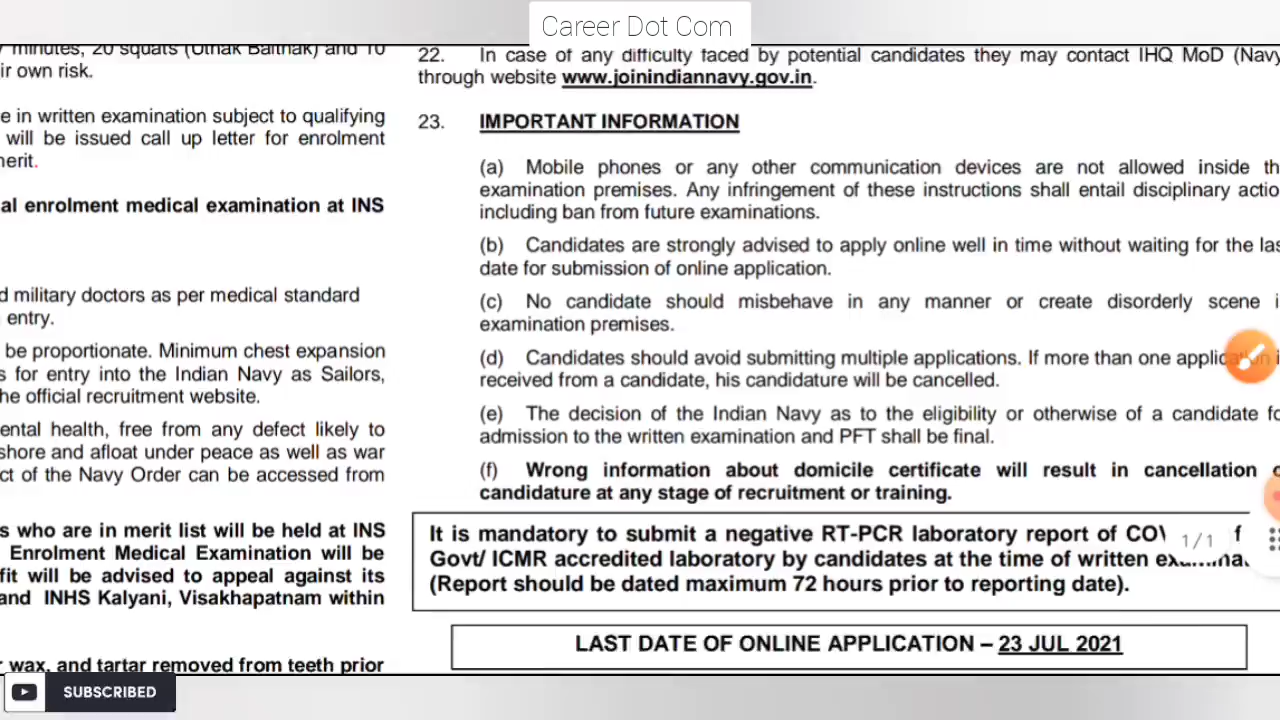 Career Dot Com
minutes, 20 squats (Uthak Baithak) and 10
ir own risk.
e in written examination subject to qualifying
will be issued call up letter for enrolment
erit.
al enrolment medical examination at INS
d military doctors as per medical standard
entry.
be proportionate. Minimum chest expansion
s for entry into the Indian Navy as Sailors,
he official recruitment website.
ental health, free from any defect likely to
shore and afloat under peace as well as war
ct of the Navy Order can be accessed from
s who are in merit list will be held at INS
Enrolment Medical Examination will be
fit will be advised to appeal against its
and INHS Kalyani, Visakhapatnam within
wax, and tartar removed from teeth prior
22. In case of any difficulty faced by potential candidates they may contact IHQ MoD (Navy
through website www.joinindiannavy.gov.in.
23. IMPORTANT INFORMATION
(a) Mobile phones or any other communication devices are not allowed inside th
examination premises. Any infringement of these instructions shall entail disciplinary actio
including ban from future examinations.
(b) Candidates are strongly advised to apply online well in time without waiting for the las
date for submission of online application.
(c) No candidate should misbehave in any manner or create disorderly scene i
examination premises.
(d) Candidates should avoid submitting multiple applications. If more than one application i
received from a candidate, his candidature will be cancelled.
(e) The decision of the Indian Navy as to the eligibility or otherwise of a candidate fo
admission to the written examination and PFT shall be final.
(f) Wrong information about domicile certificate will result in cancellation o
candidature at any stage of recruitment or training.
It is mandatory to submit a negative RT-PCR laboratory report of COV f
Govt/ ICMR accredited laboratory by candidates at the time of written
(Report should be dated maximum 72 hours prior to reporting date).
1/1
LAST DATE OF ONLINE APPLICATION – 23 JUL 2021
SUBSCRIBED